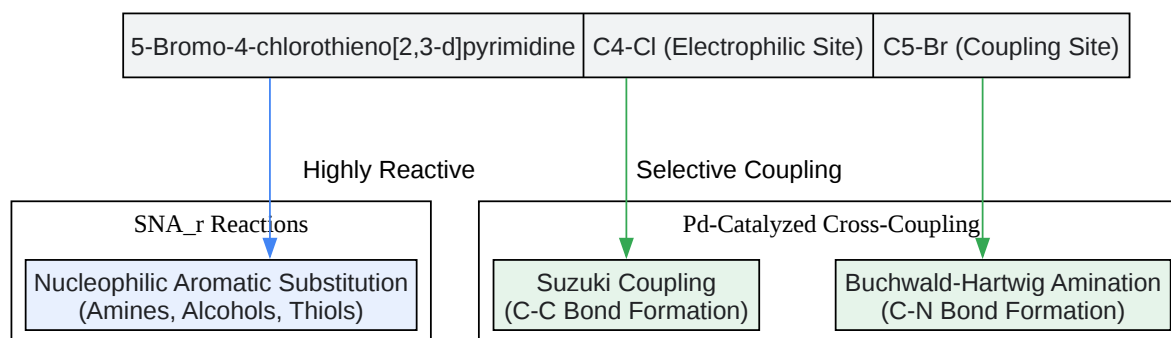 5-Bromo-4-chlorothieno[2,3-d]pyrimidine
C4-Cl (Electrophilic Site)
C5-Br (Coupling Site)
Highly Reactive
Selective Coupling
SNA_r Reactions
Pd-Catalyzed Cross-Coupling
Nucleophilic Aromatic Substitution
(Amines, Alcohols, Thiols)
Suzuki Coupling
(C-C Bond Formation)
Buchwald-Hartwig Amination
(C-N Bond Formation)